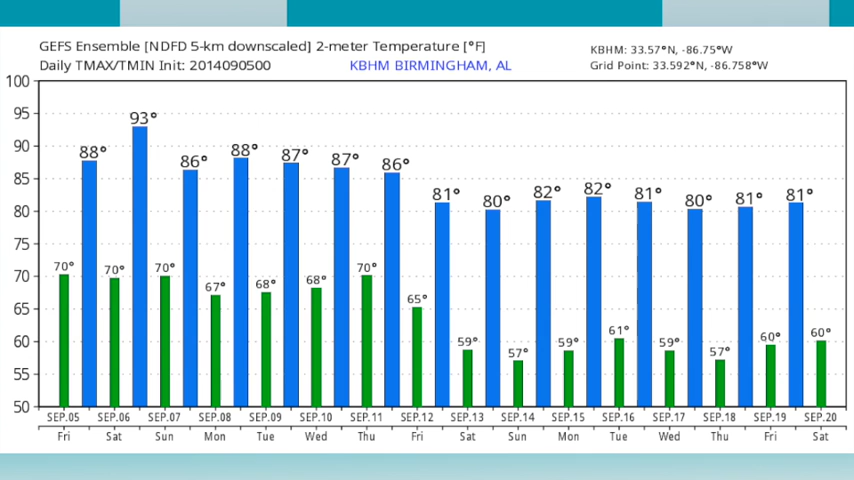 GEFS Ensemble [NDFD 5-km downscaled] 2-meter Temperature [°F]
Daily TMAX/TMIN Init: 2014090500
KBHM BIRMINGHAM, AL
KBHM: 33.57°N, -86.75°W
Grid Point: 33.592°N, -86.758°W
100
95
90
85
80
75
70
65
60
55
50
88° 93° 86° 88° 87° 87° 86° 81° 80° 82° 82° 81° 80° 81° 81°
70° 70° 70° 67° 68° 68° 70° 65° 59° 57° 59° 61° 59° 57° 60° 60°
SEP.05 SEP.06 SEP.07 SEP.08 SEP.09 SEP.10 SEP.11 SEP.12 SEP.13 SEP.14 SEP.15 SEP.16 SEP.17 SEP.18 SEP.19 SEP.20
Fri Sat Sun Mon Tue Wed Thu Fri Sat Sun Mon Tue Wed Thu Fri Sat